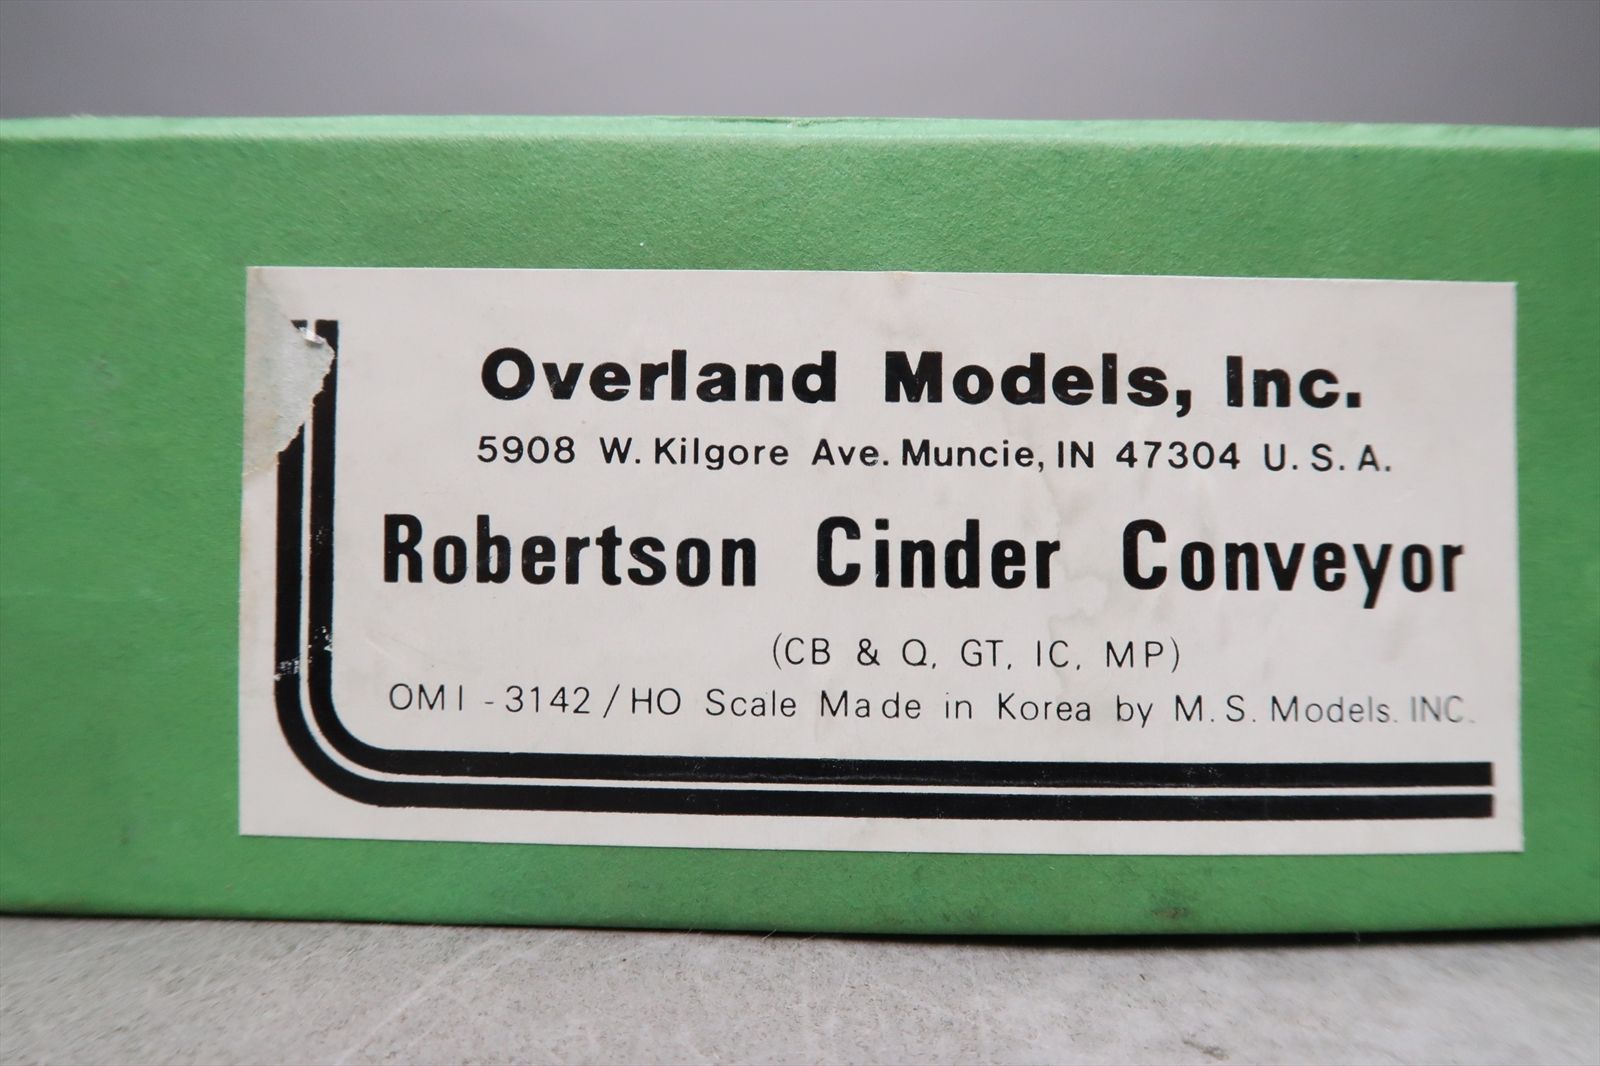 Overland Models, Inc.
5908 W. Kilgore Ave. Muncie, IN 47304 U. S. A.
Robertson Cinder Conveyor
(CB & Q, GT, IC, MP)
OMI - 3142 / HO Scale Made in Korea by M. S. Models. INC.